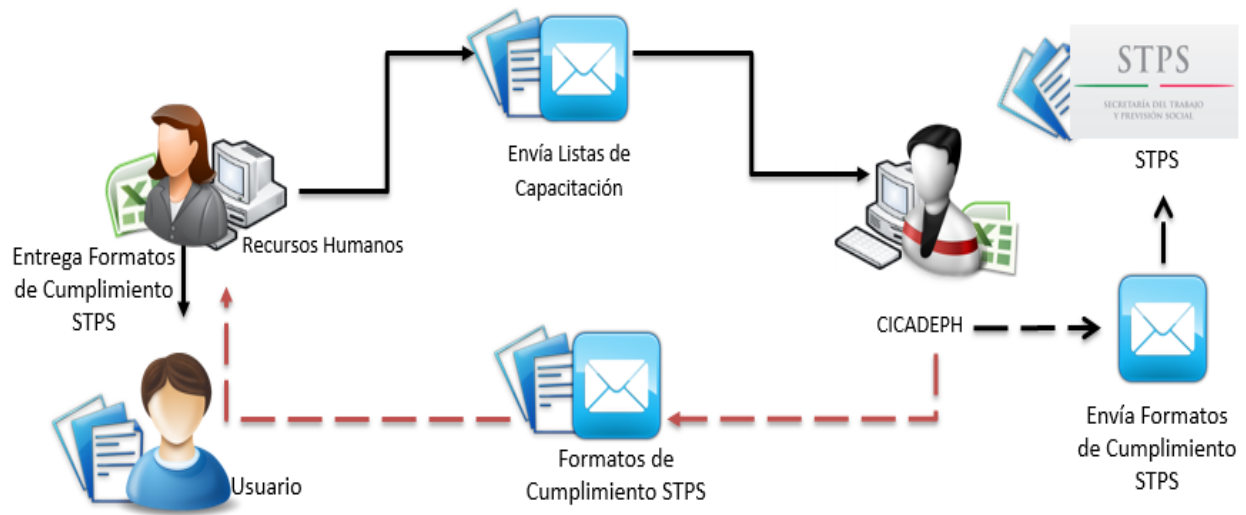 Envía Listas de
Capacitación
STPS
SECRETARÍA DEL TRABAJO
Y PREVISIÓN SOCIAL
STPS
Recursos Humanos
Entrega Formatos
de Cumplimiento
STPS
CICADEPH
Usuario
Formatos de
Cumplimiento STPS
Envía Formatos
de Cumplimiento
STPS